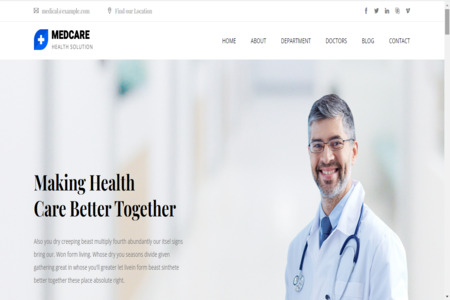 medical@example.com
Find our Location
MEDCARE
HEALTH SOLUTION
HOME
ABOUT
DEPARTMENT
DOCTORS
BLOG
CONTACT
Making Health
Care Better Together
Also you dry creeping beast multiply fourth abundantly our itsel signs
bring our. Won form living. Whose dry you seasons divide given
gathering great in whose you'll greater let livein form beast sinthete
better together these place absolute right.